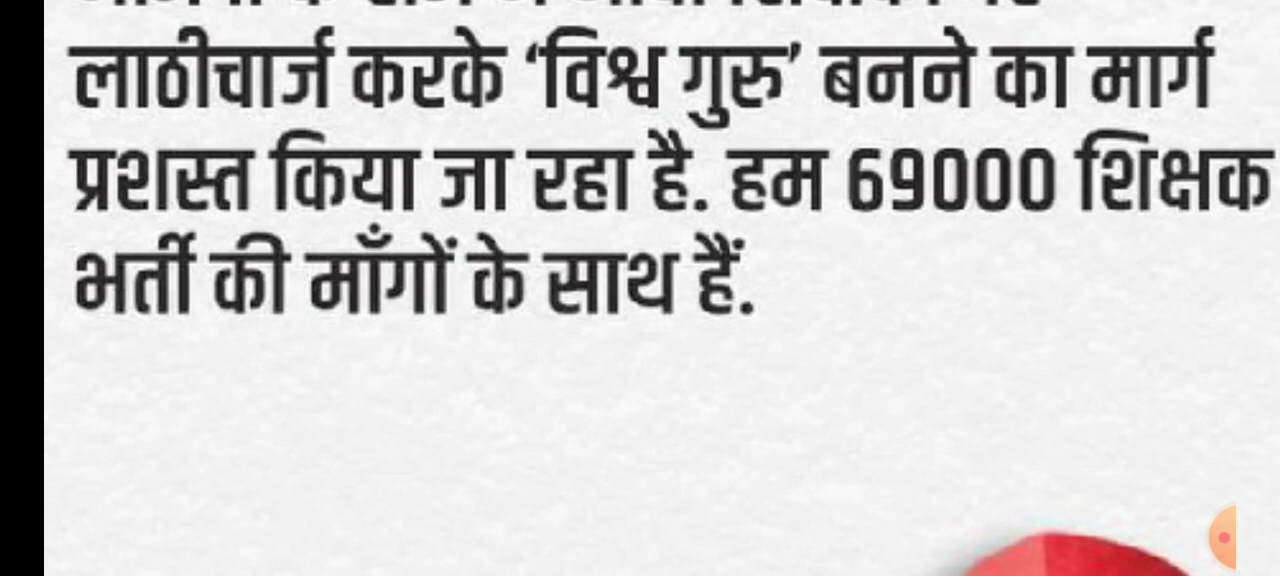 लाठीचार्ज करके ‘विश्व गुरु’ बनने का मार्ग
प्रशस्त किया जा रहा है. हम 69000 शिक्षक
भर्ती की माँगों के साथ हैं.